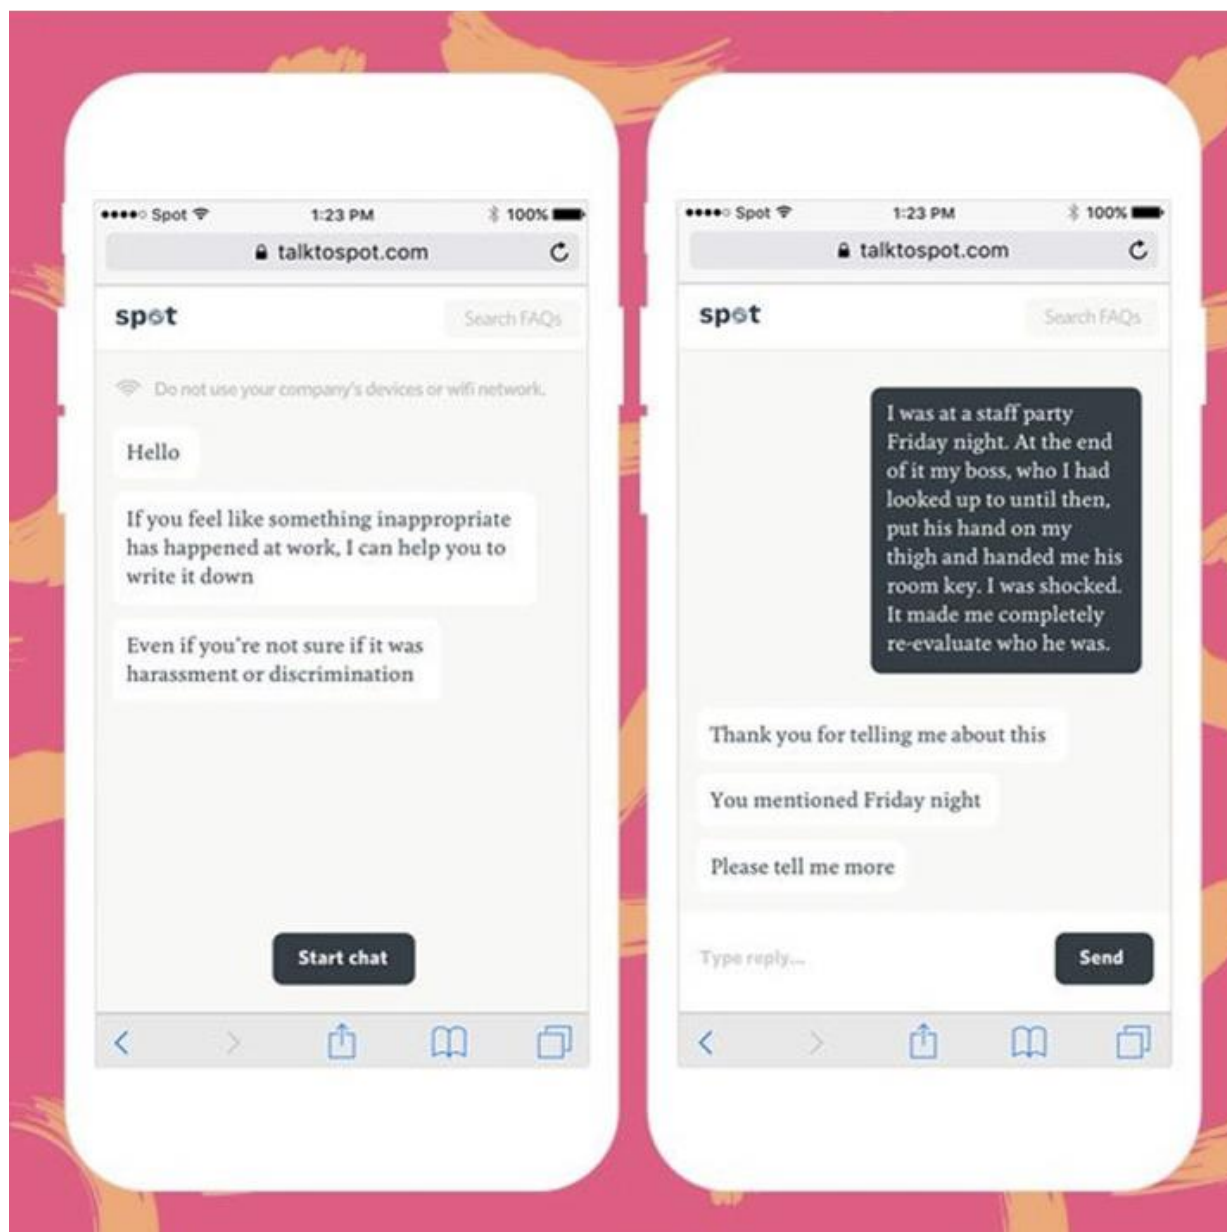 Spot
1:23 PM
100%
talktospot.com
spot
Search FAQs
Do not use your company's devices or wifi network.
Hello
If you feel like something inappropriate
has happened at work, I can help you to
write it down
Even if you're not sure if it was
harassment or discrimination
Start chat
Spot
1:23 PM
100%
talktospot.com
spot
Search FAQs
I was at a staff party
Friday night. At the end
of it my boss, who I had
looked up to until then,
put his hand on my
thigh and handed me his
room key. I was shocked.
It made me completely
re-evaluate who he was.
Thank you for telling me about this
You mentioned Friday night
Please tell me more
Type reply...
Send